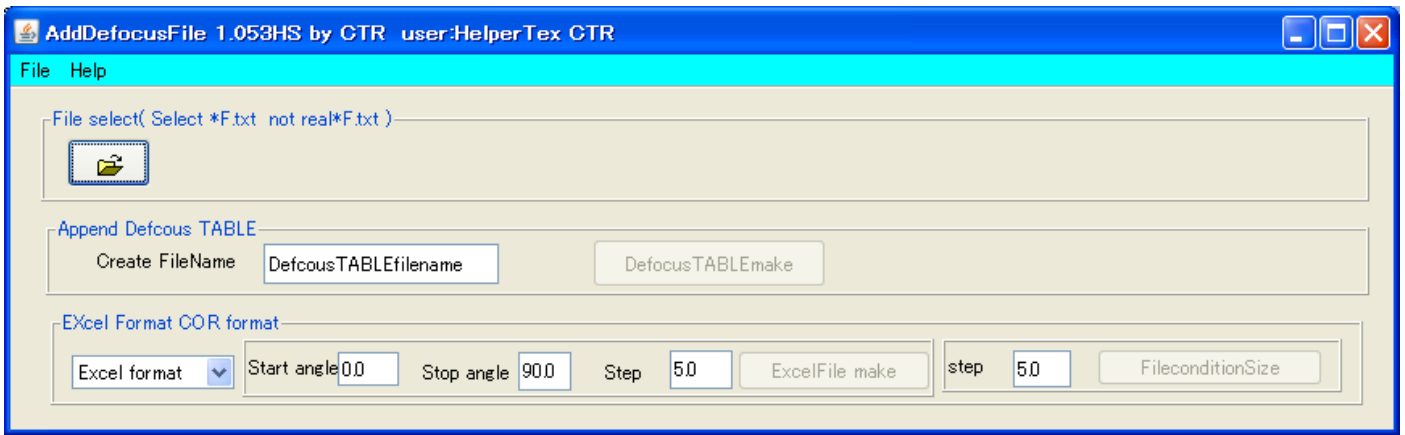 AddDefocusFile 1.053HS by CTR user:HelperTex CTR
File Help
File select( Select *F.txt not real*F.txt )
Append Defcous TABLE
Create FileName DefcousTABLEfilename DefocusTABLEmake
EXcel Format COR format
Excel format Start angle 0.0 Stop angle 90.0 Step 5.0 ExcelFile make step 5.0 FileconditionSize